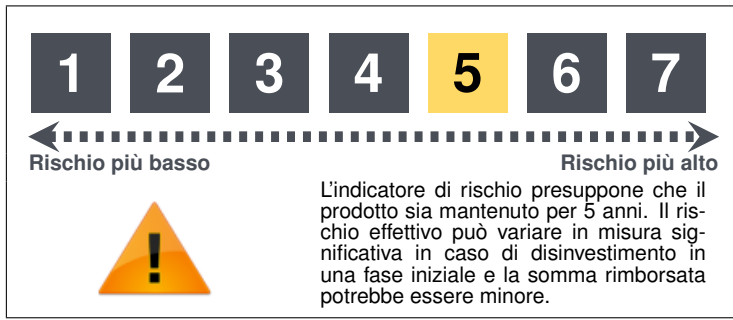 1 2 3 4 5 6 7
Rischio più basso Rischio più alto
L'indicatore di rischio presuppone che il
prodotto sia mantenuto per 5 anni. Il ris-
chio effettivo può variare in misura sig-
nificativa in caso di disinvestimento in
una fase iniziale e la somma rimborsata
potrebbe essere minore.